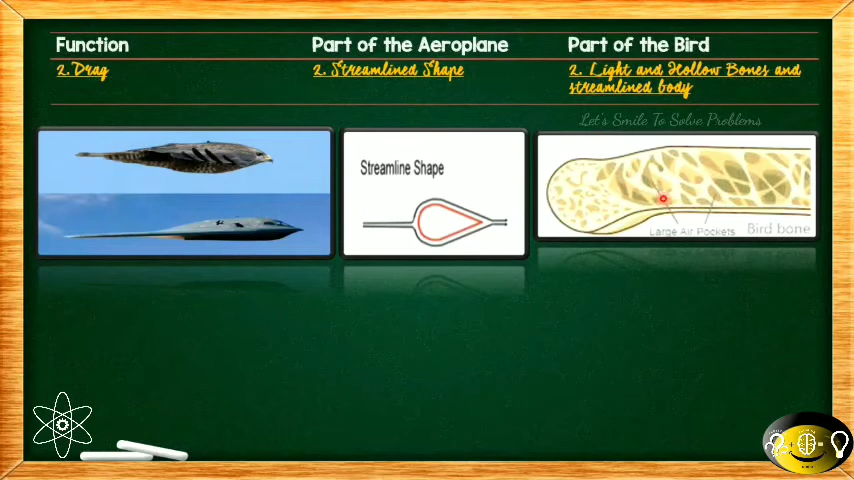 Function
Part of the Aeroplane
Part of the Bird
2. Drag
2. Streamlined Shape
2. Light and Hollow Bones and
streamlined body
Let's Smile To Solve Problems
Streamline Shape
Large Air Pockets
Bird bone